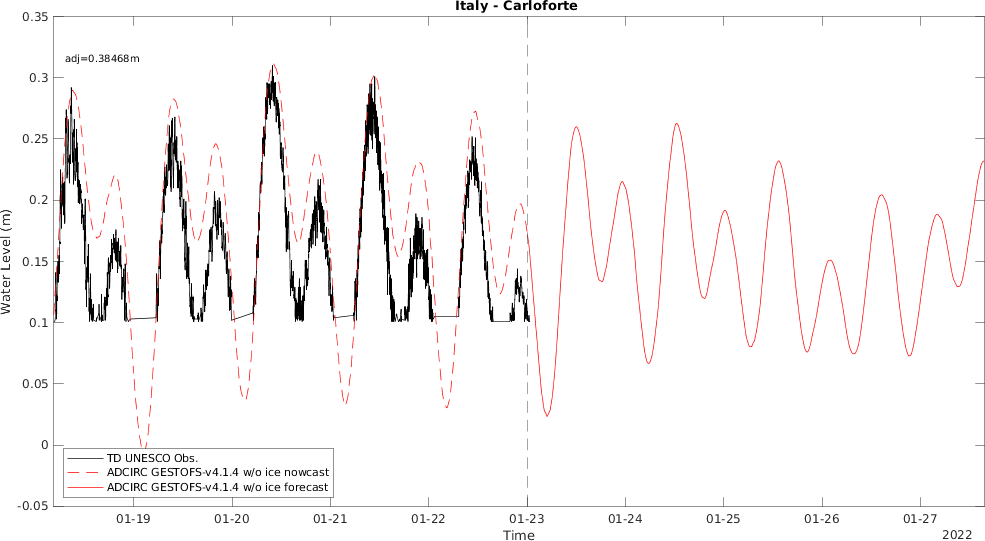 Italy - Carloforte
0.35
adj=0.38468m
0.3
0.25
0.2
0.15
0.1
0.05
0
-0.05
Water Level (m)
TD UNESCO Obs.
ADCIRC GESTOFS-v4.1.4 w/o ice nowcast
ADCIRC GESTOFS-v4.1.4 w/o ice forecast
01-19 01-20 01-21 01-22 01-23 01-24 01-25 01-26 01-27
Time
2022